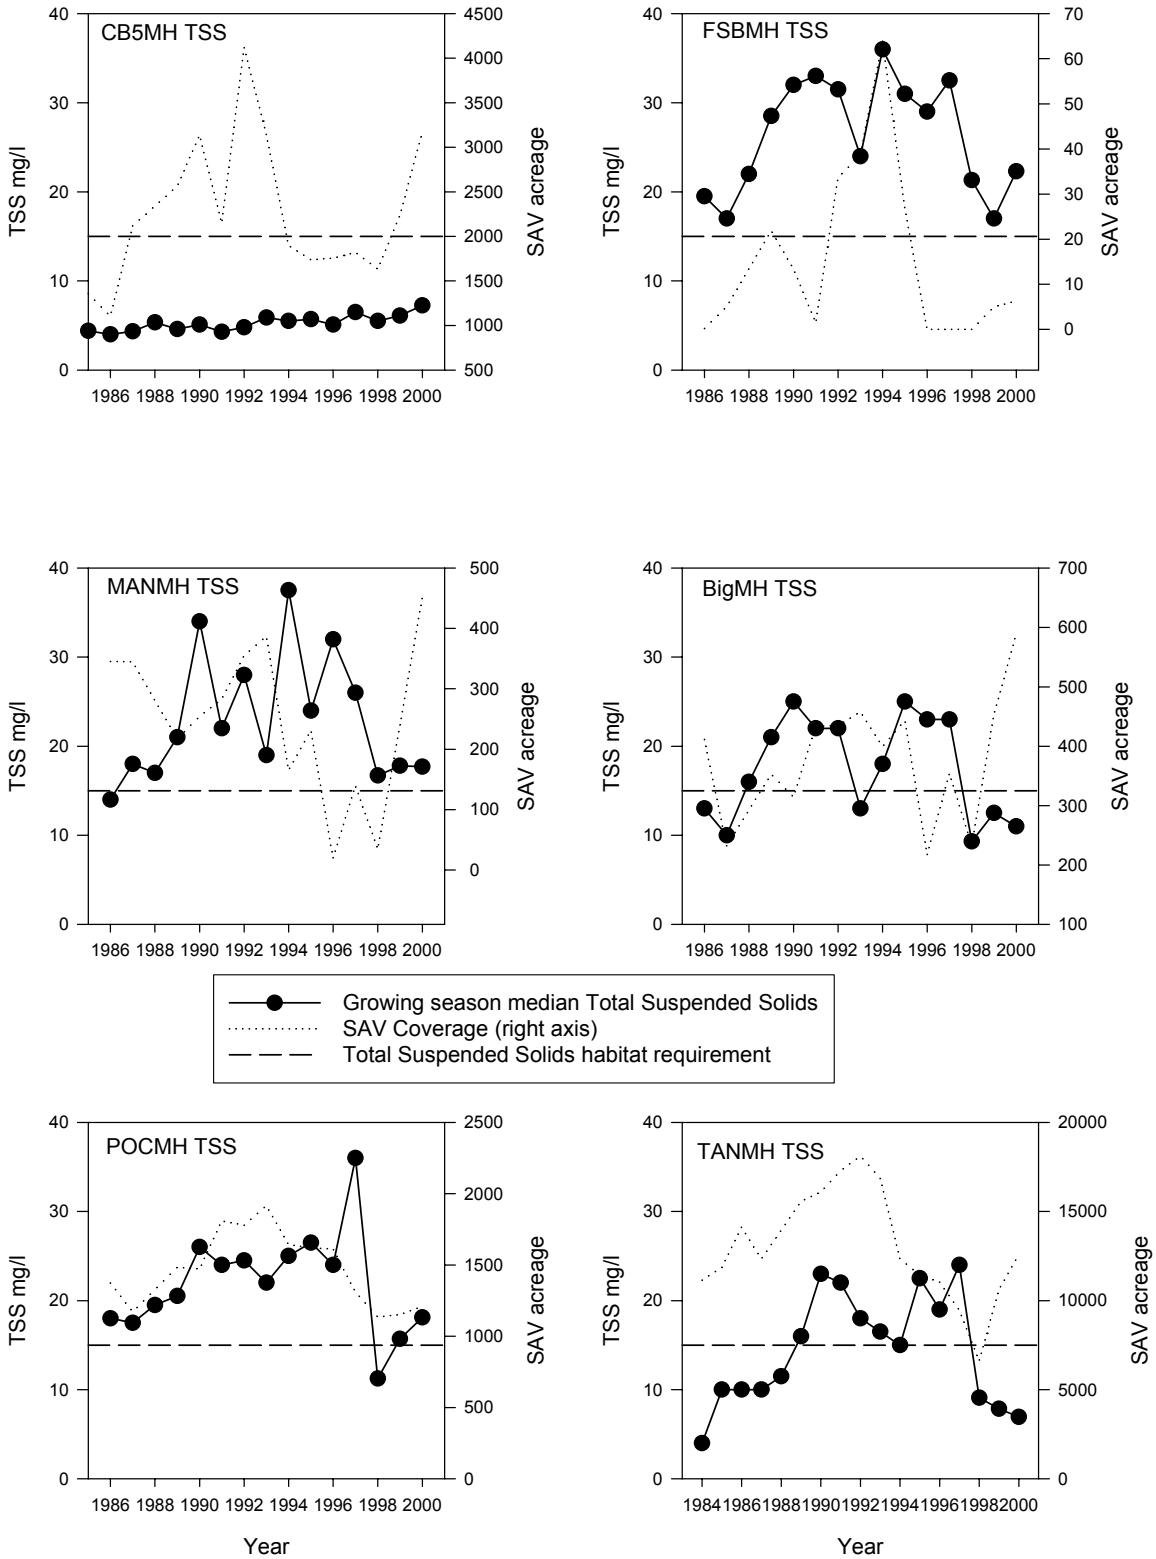 CB5MH TSS
40
30
20
10
0
TSS mg/l
4500
4000
3500
3000
2500
2000
1500
1000
500
SAV acreage
1986 1988 1990 1992 1994 1996 1998 2000
FSBMH TSS
40
30
20
10
0
TSS mg/l
70
60
50
40
30
20
10
0
SAV acreage
1986 1988 1990 1992 1994 1996 1998 2000
MANMH TSS
40
30
20
10
0
TSS mg/l
500
400
300
200
100
0
SAV acreage
1986 1988 1990 1992 1994 1996 1998 2000
BigMH TSS
40
30
20
10
0
TSS mg/l
700
600
500
400
300
200
100
SAV acreage
1986 1988 1990 1992 1994 1996 1998 2000
Growing season median Total Suspended Solids
SAV Coverage (right axis)
Total Suspended Solids habitat requirement
POCMH TSS
40
30
20
10
0
TSS mg/l
2500
2000
1500
1000
500
0
SAV acreage
1986 1988 1990 1992 1994 1996 1998 2000
Year
TANMH TSS
40
30
20
10
0
TSS mg/l
20000
15000
10000
5000
0
SAV acreage
1984 1986 1988 1990 1992 1994 1996 1998 2000
Year